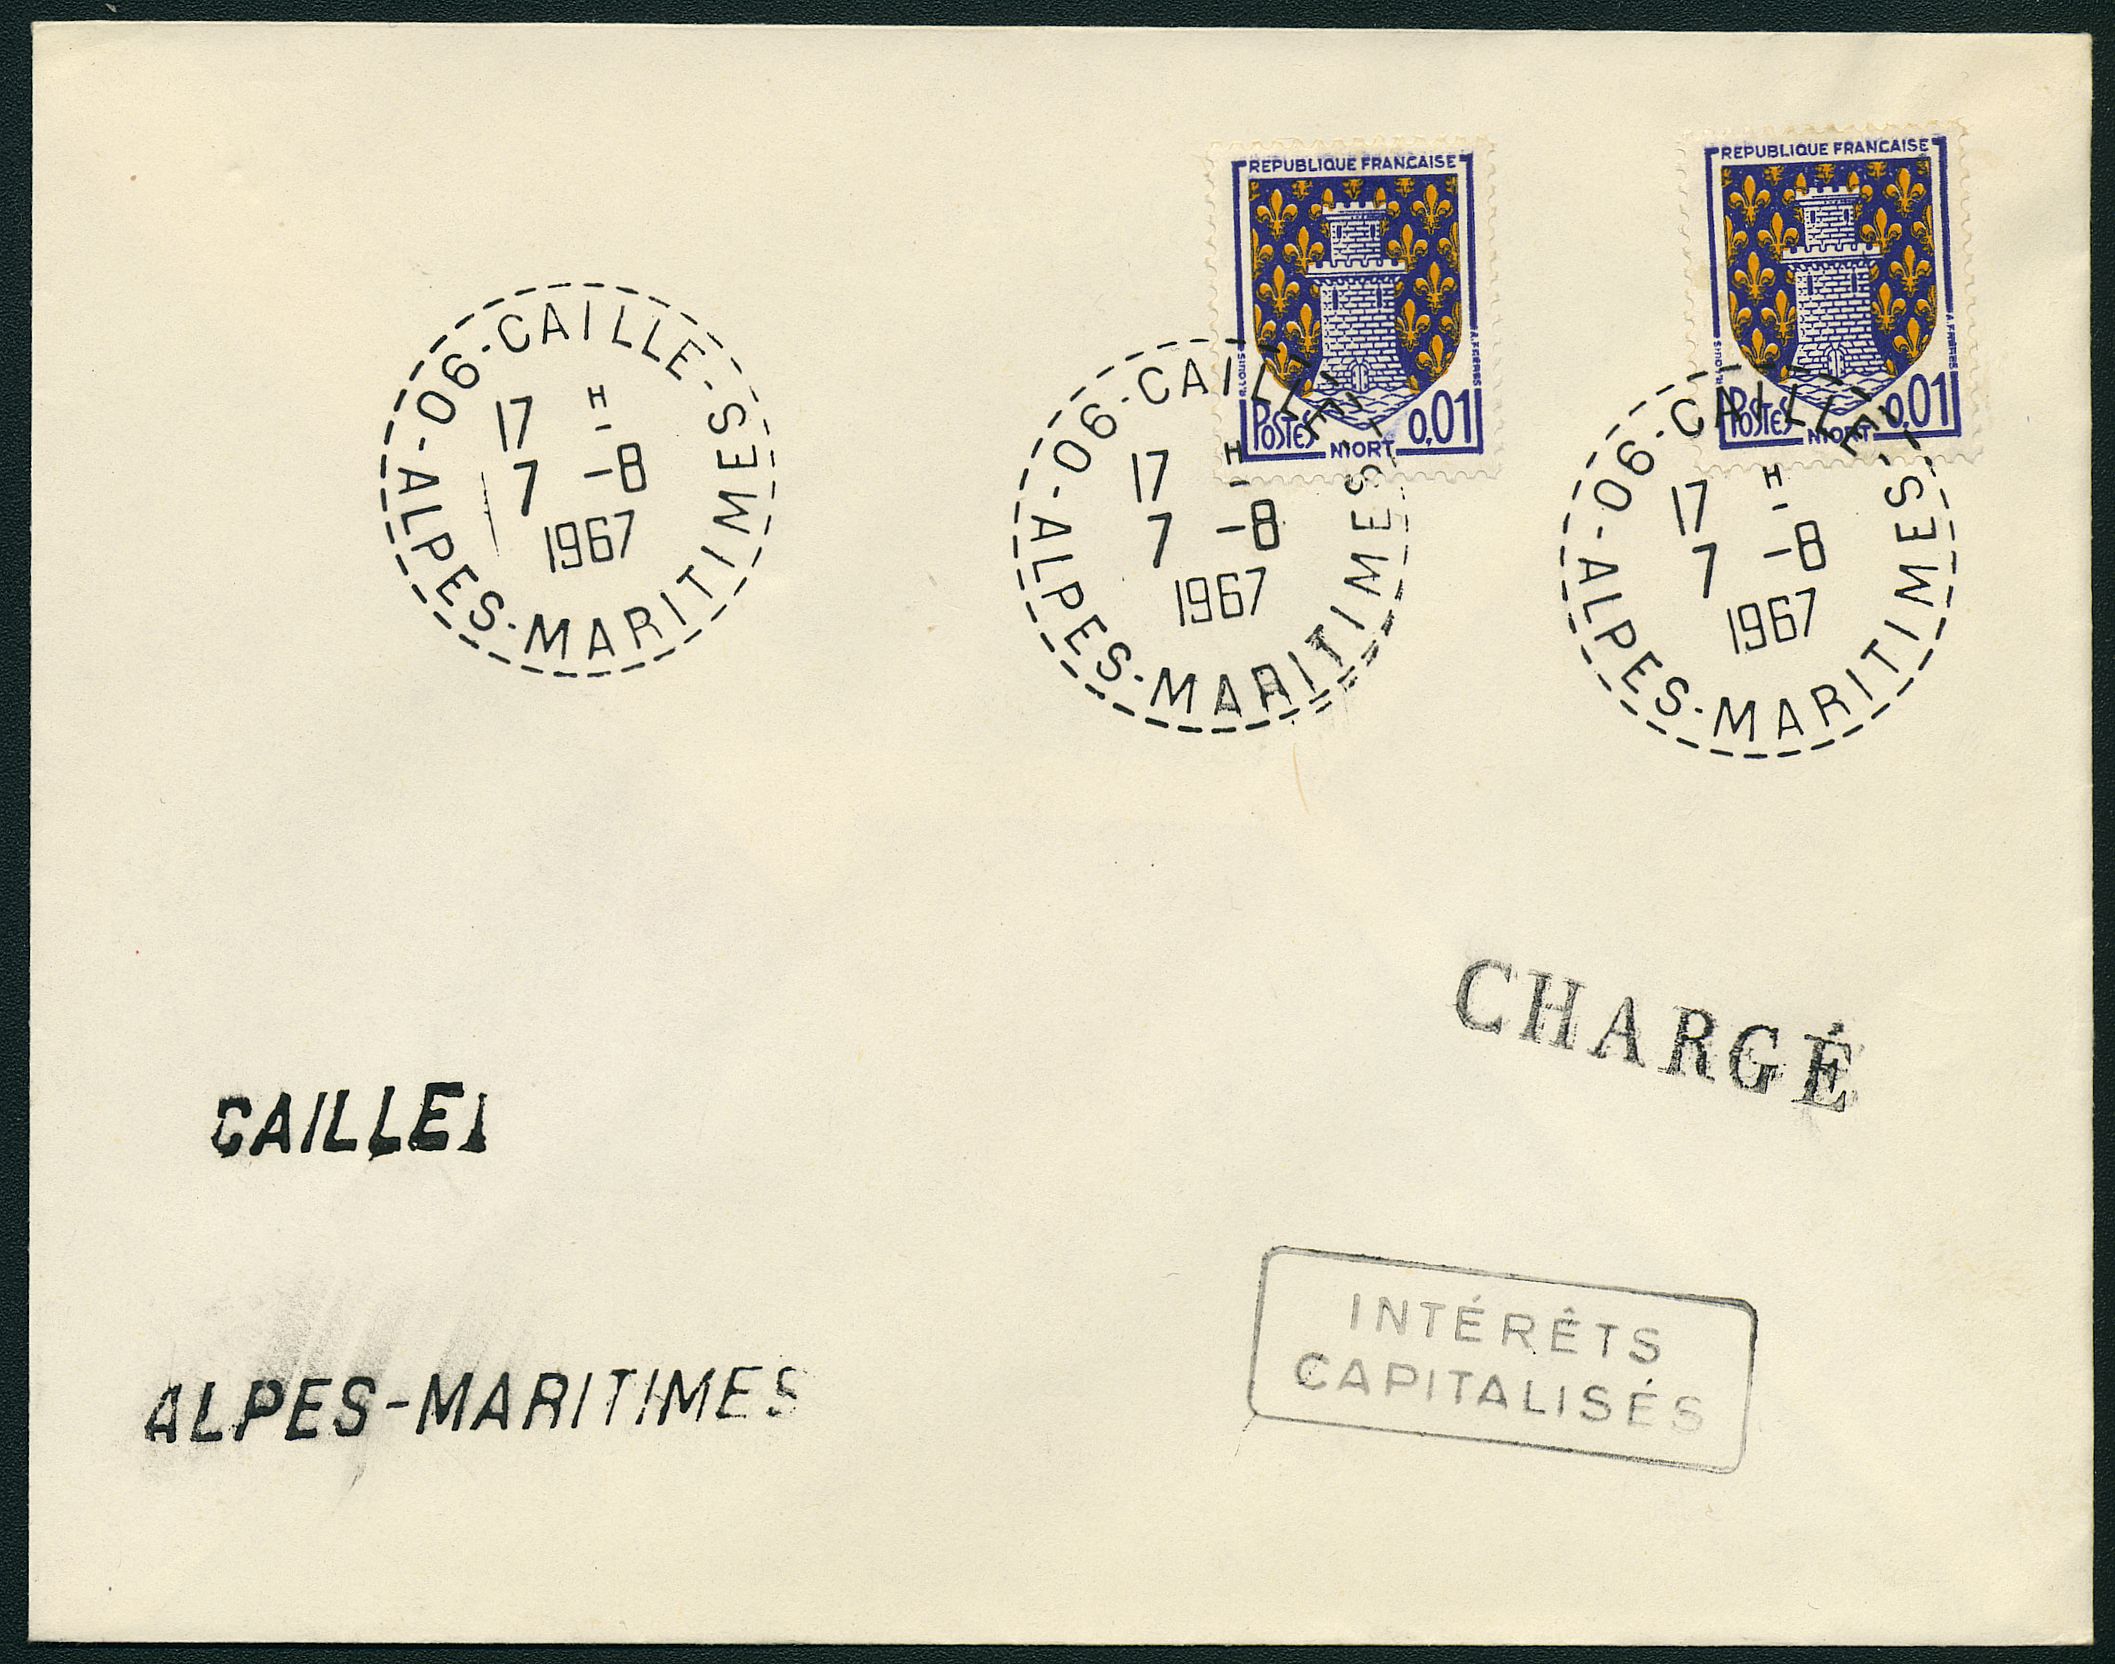 REPUBLIQUE FRANCAISE
POSTES 0,01
NIORT
REPUBLIQUE FRANCAISE
POSTES 0,01
NIORT
06-CAILLE-
ALPES-MARITIMES
17 H
7 -8
1967
06-CAILLE-
ALPES-MARITIMES
17 H
7 -8
1967
06-CAILLE-
ALPES-MARITIMES
17 H
7 -8
1967
CHARGÉ
CAILLE
INTÉRÊTS
CAPITALISÉS
ALPES-MARITIMES